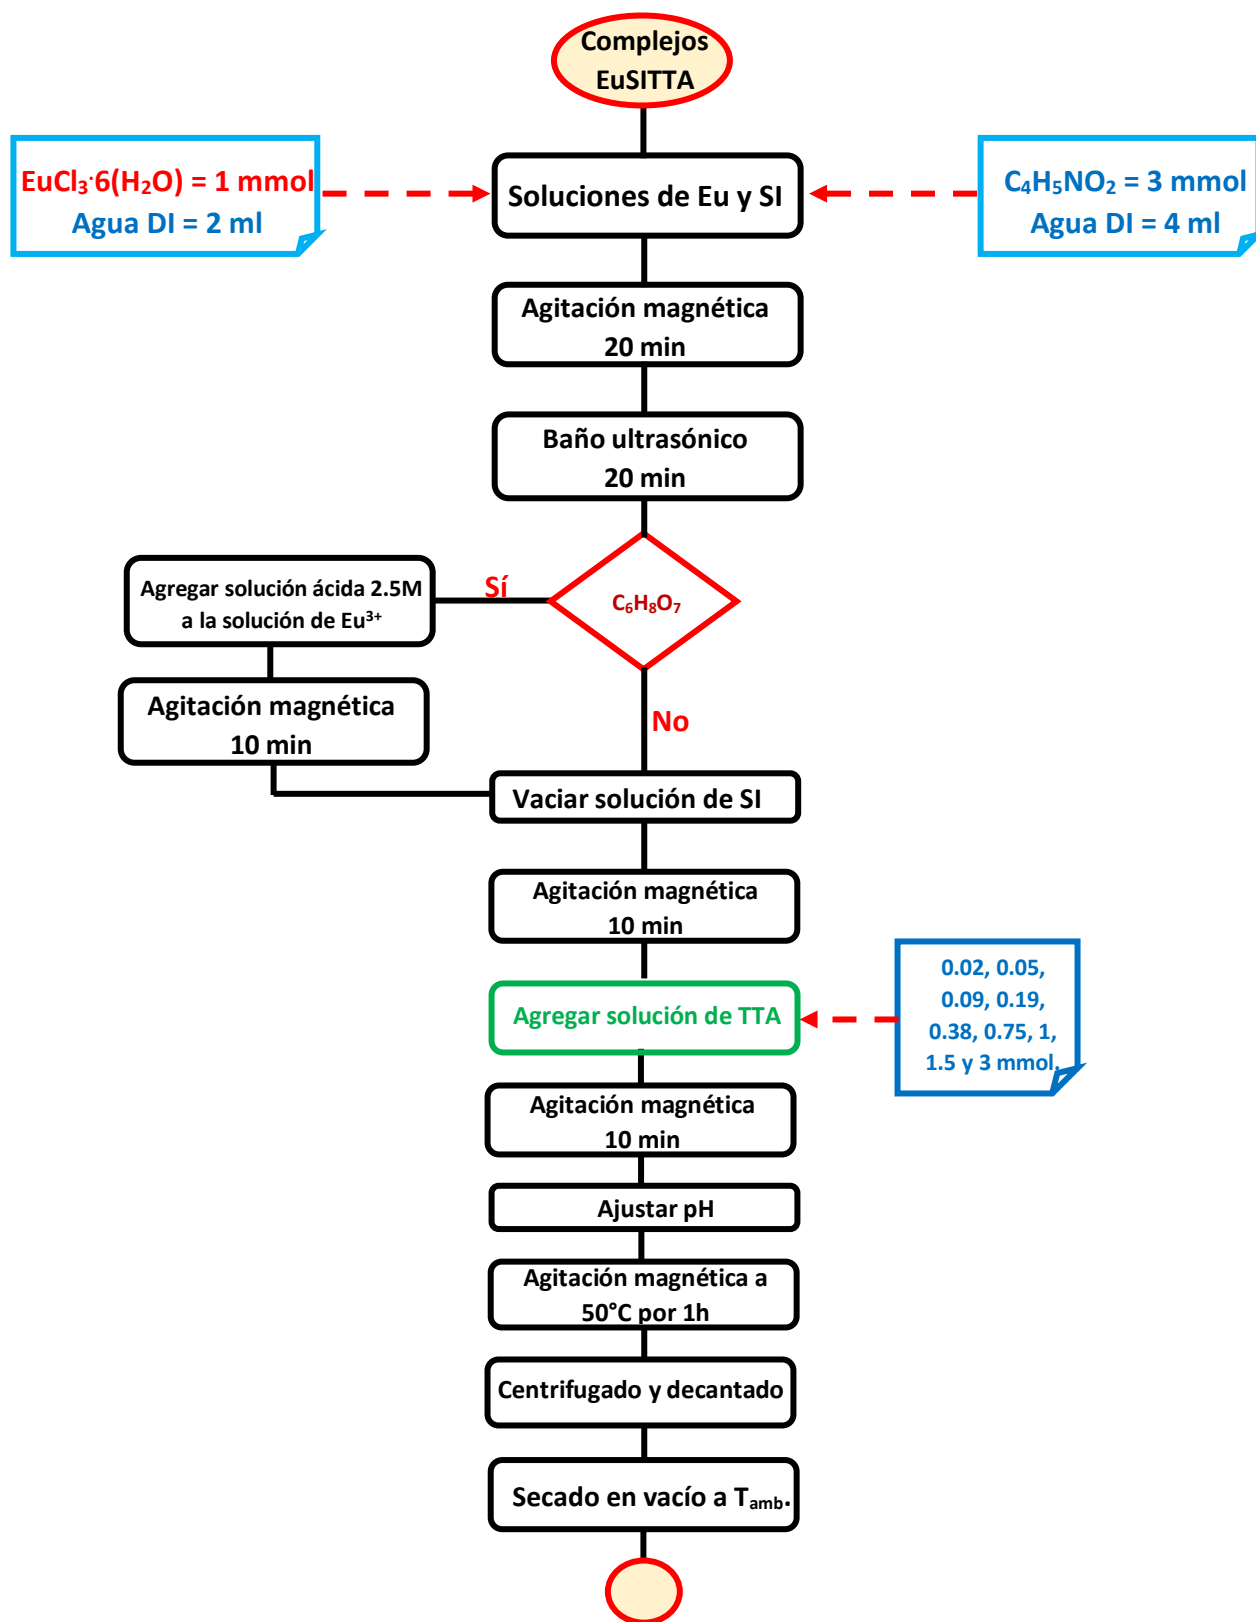 Complejos
EuSITTA
EuCl₃·6(H₂O) = 1 mmol
Agua DI = 2 ml
Soluciones de Eu y SI
C₄H₅NO₂ = 3 mmol
Agua DI = 4 ml
Agitación magnética
20 min
Baño ultrasónico
20 min
Agregar solución ácida 2.5M
a la solución de Eu³⁺
Sí
C₆H₈O₇
Agitación magnética
10 min
No
Vaciar solución de SI
Agitación magnética
10 min
Agregar solución de TTA
0.02, 0.05,
0.09, 0.19,
0.38, 0.75, 1,
1.5 y 3 mmol.
Agitación magnética
10 min
Ajustar pH
Agitación magnética a
50°C por 1h
Centrifugado y decantado
Secado en vacío a Tₐₘb.